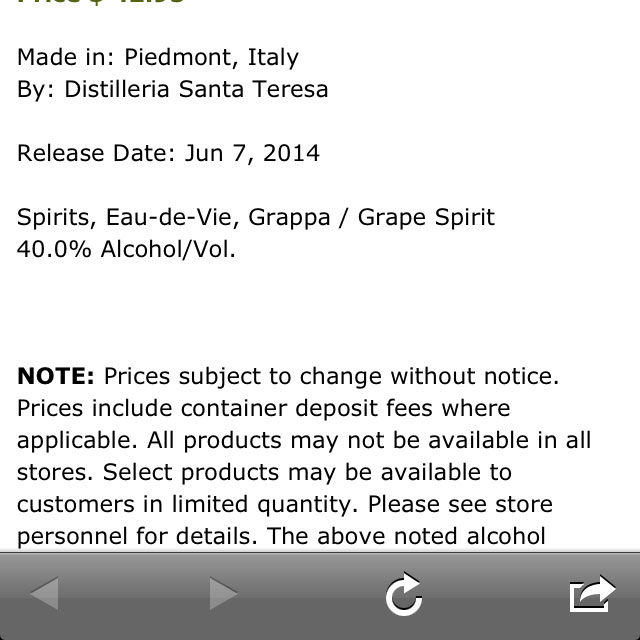 Made in: Piedmont, Italy
By: Distilleria Santa Teresa
Release Date: Jun 7, 2014
Spirits, Eau-de-Vie, Grappa / Grape Spirit
40.0% Alcohol/Vol.
NOTE: Prices subject to change without notice.
Prices include container deposit fees where
applicable. All products may not be available in all
stores. Select products may be available to
customers in limited quantity. Please see store
personnel for details. The above noted alcohol